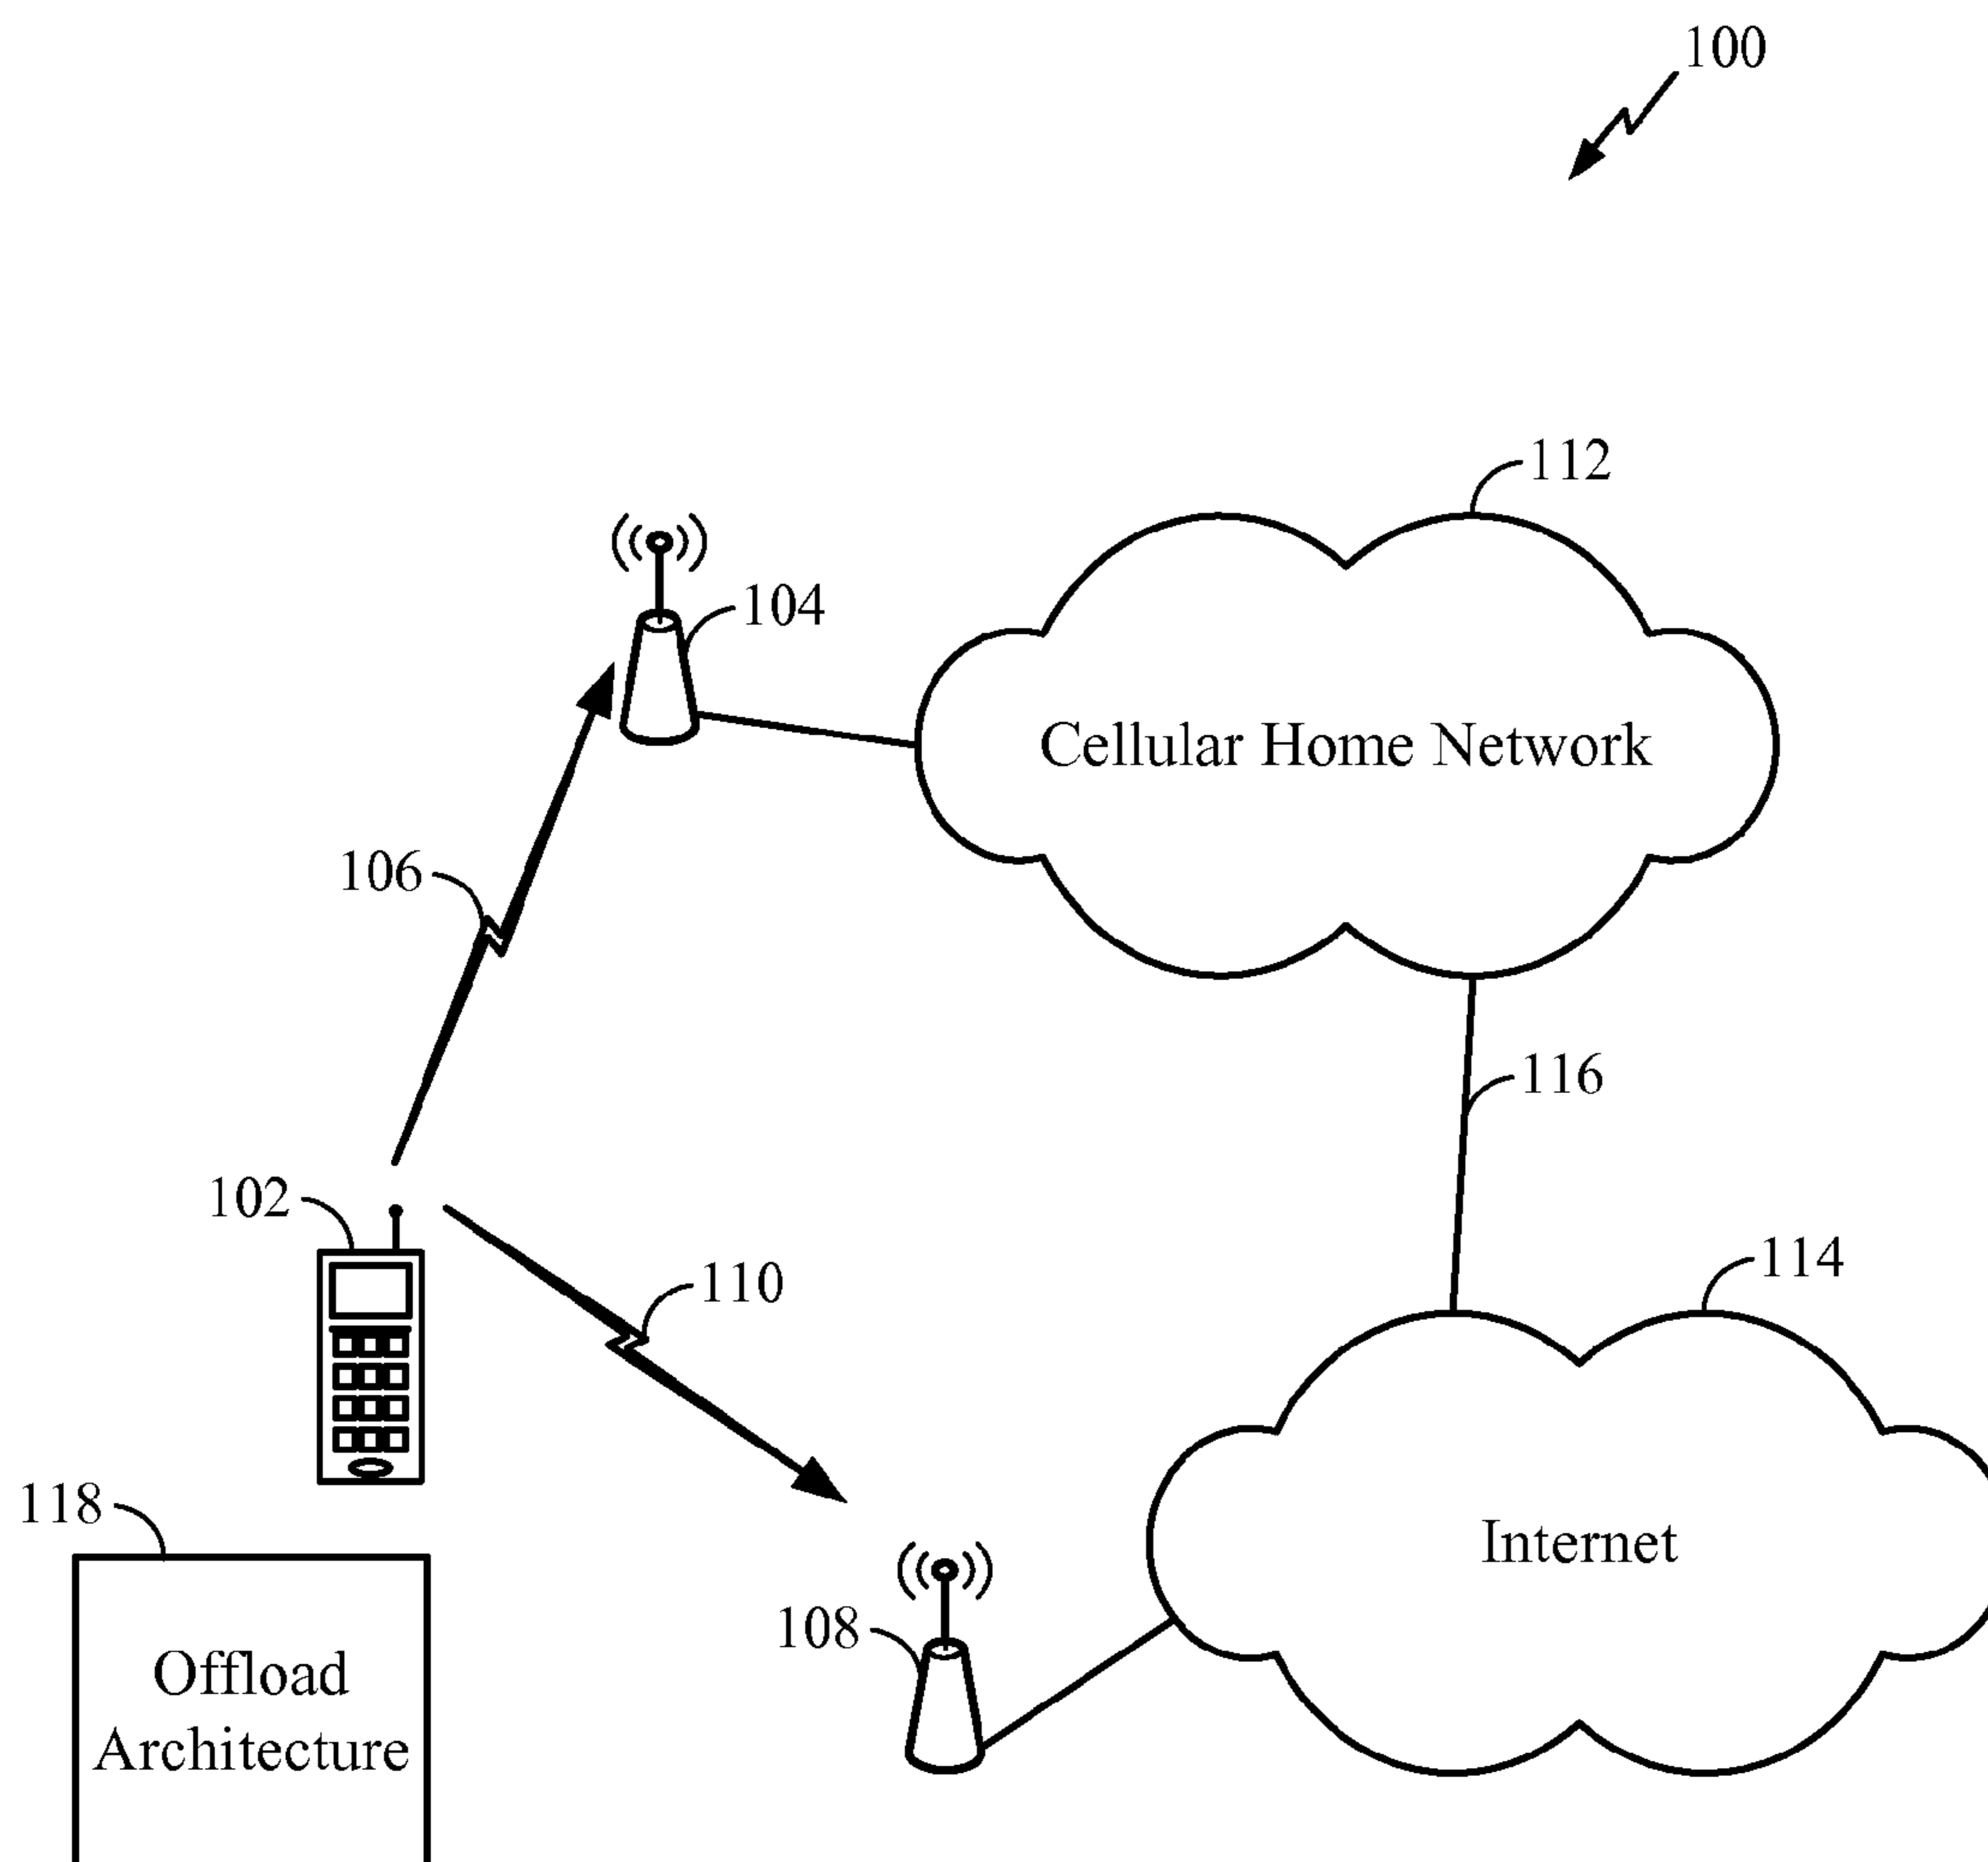 100
112
104
Cellular Home Network
106
116
102
114
110
118
Internet
108
Offload
Architecture